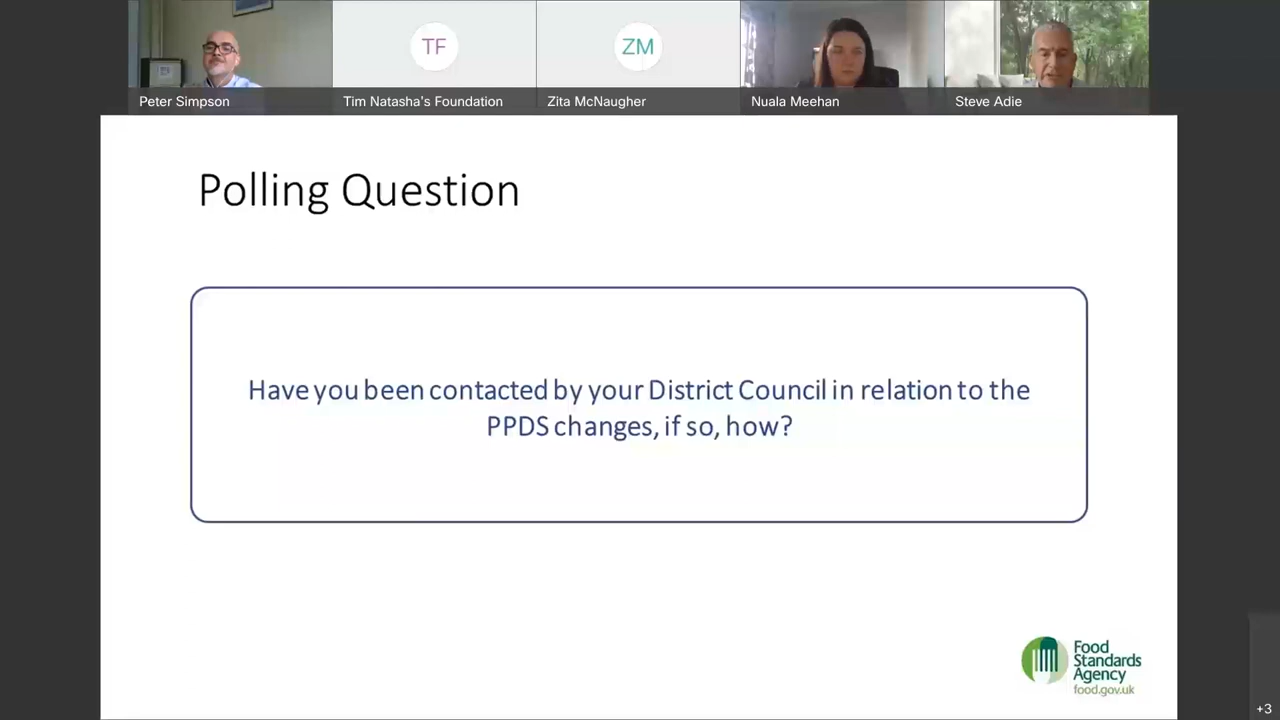 TF
ZM
Peter Simpson
Tim Natasha's Foundation
Zita McNaugher
Nuala Meehan
Steve Adie
Polling Question
Have you been contacted by your District Council in relation to the
PPDS changes, if so, how?
Food
Standards
Agency
food.gov.uk
+3